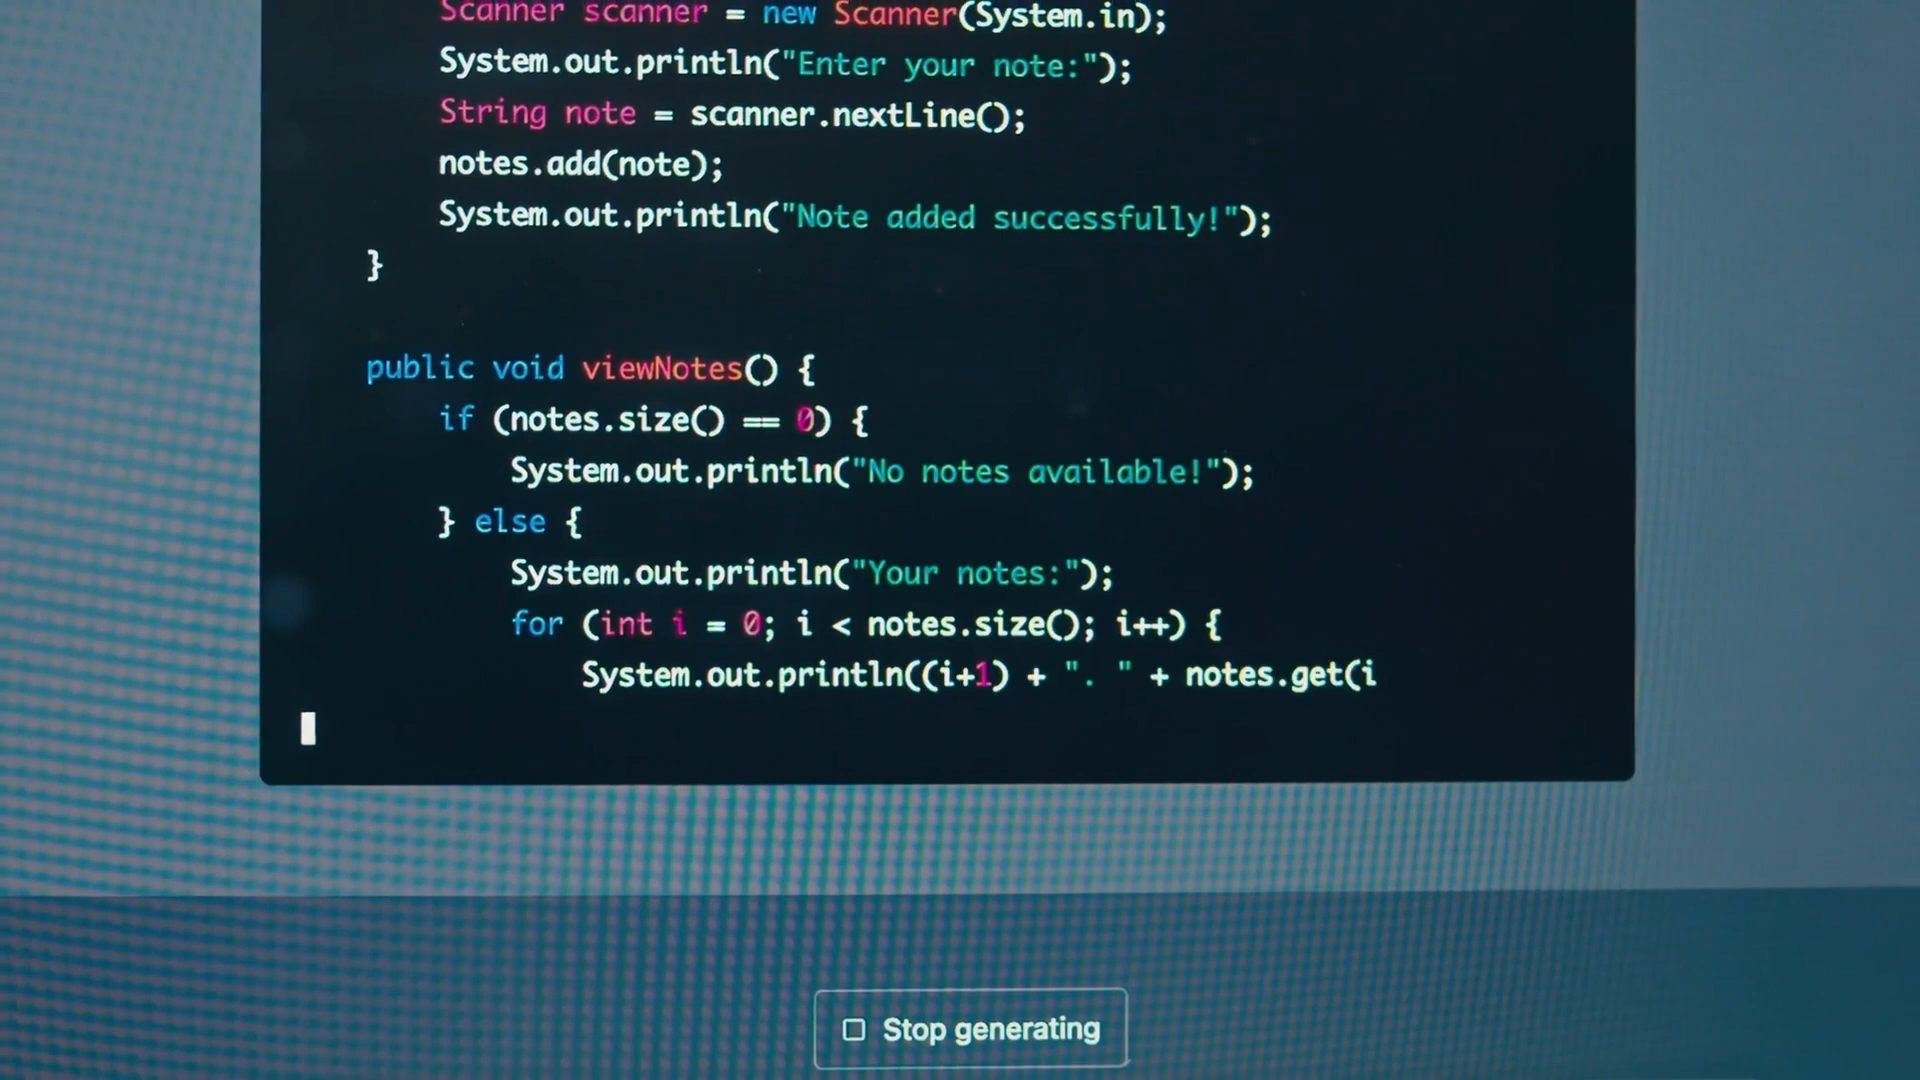 Scanner scanner = new Scanner(System.in);
System.out.println("Enter your note:");
String note = scanner.nextLine();
notes.add(note);
System.out.println("Note added successfully!");
}
public void viewNotes() {
if (notes.size() == 0) {
System.out.println("No notes available!");
} else {
System.out.println("Your notes:");
for (int i = 0; i < notes.size(); i++) {
System.out.println((i+1) + ". " + notes.get(i
Stop generating